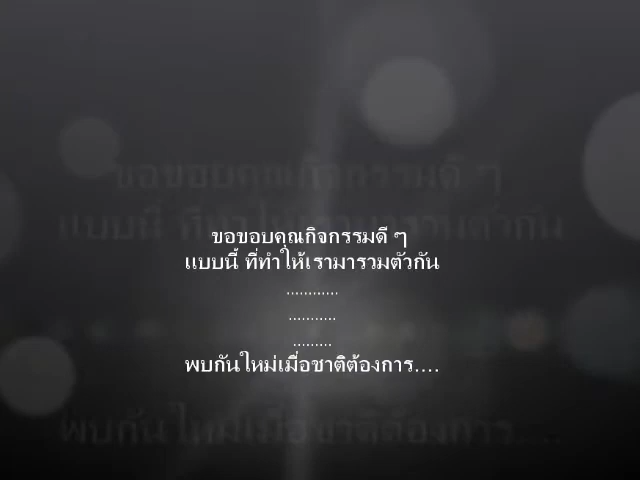 ขอขอบคุณกิจกรรมดี ๆ
แบบนี้ ที่ทำให้เรามารวมตัวกัน
............
...........
.........
พบกันใหม่เมื่อชาติต้องการ....